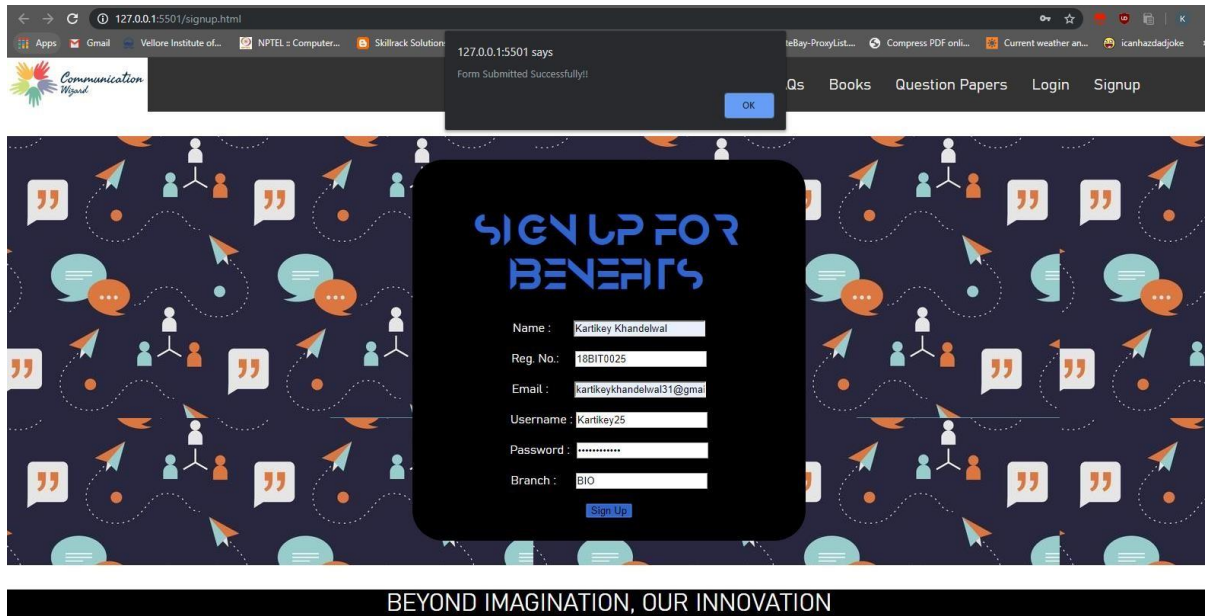 127.0.0.1:5501/signup.html
Apps Gmail Vellore Institute of... NPTEL :: Computer... Skillrack Solution teBay-ProxyList.... Compress PDF onli... Current weather an... icanhazdadjoke
127.0.0.1:5501 says
Form Submitted Successfully!!
OK
Communication
Wizard
Qs Books Question Papers Login Signup
SIGN UP FOR
BENEFITS
Name : Kartikey Khandelwal
Reg. No.: 18BIT0025
Email : kartikeykhandelwal31@gmai
Username : Kartikey25
Password : ••••••••••••
Branch : BIO
Sign Up
BEYOND IMAGINATION, OUR INNOVATION